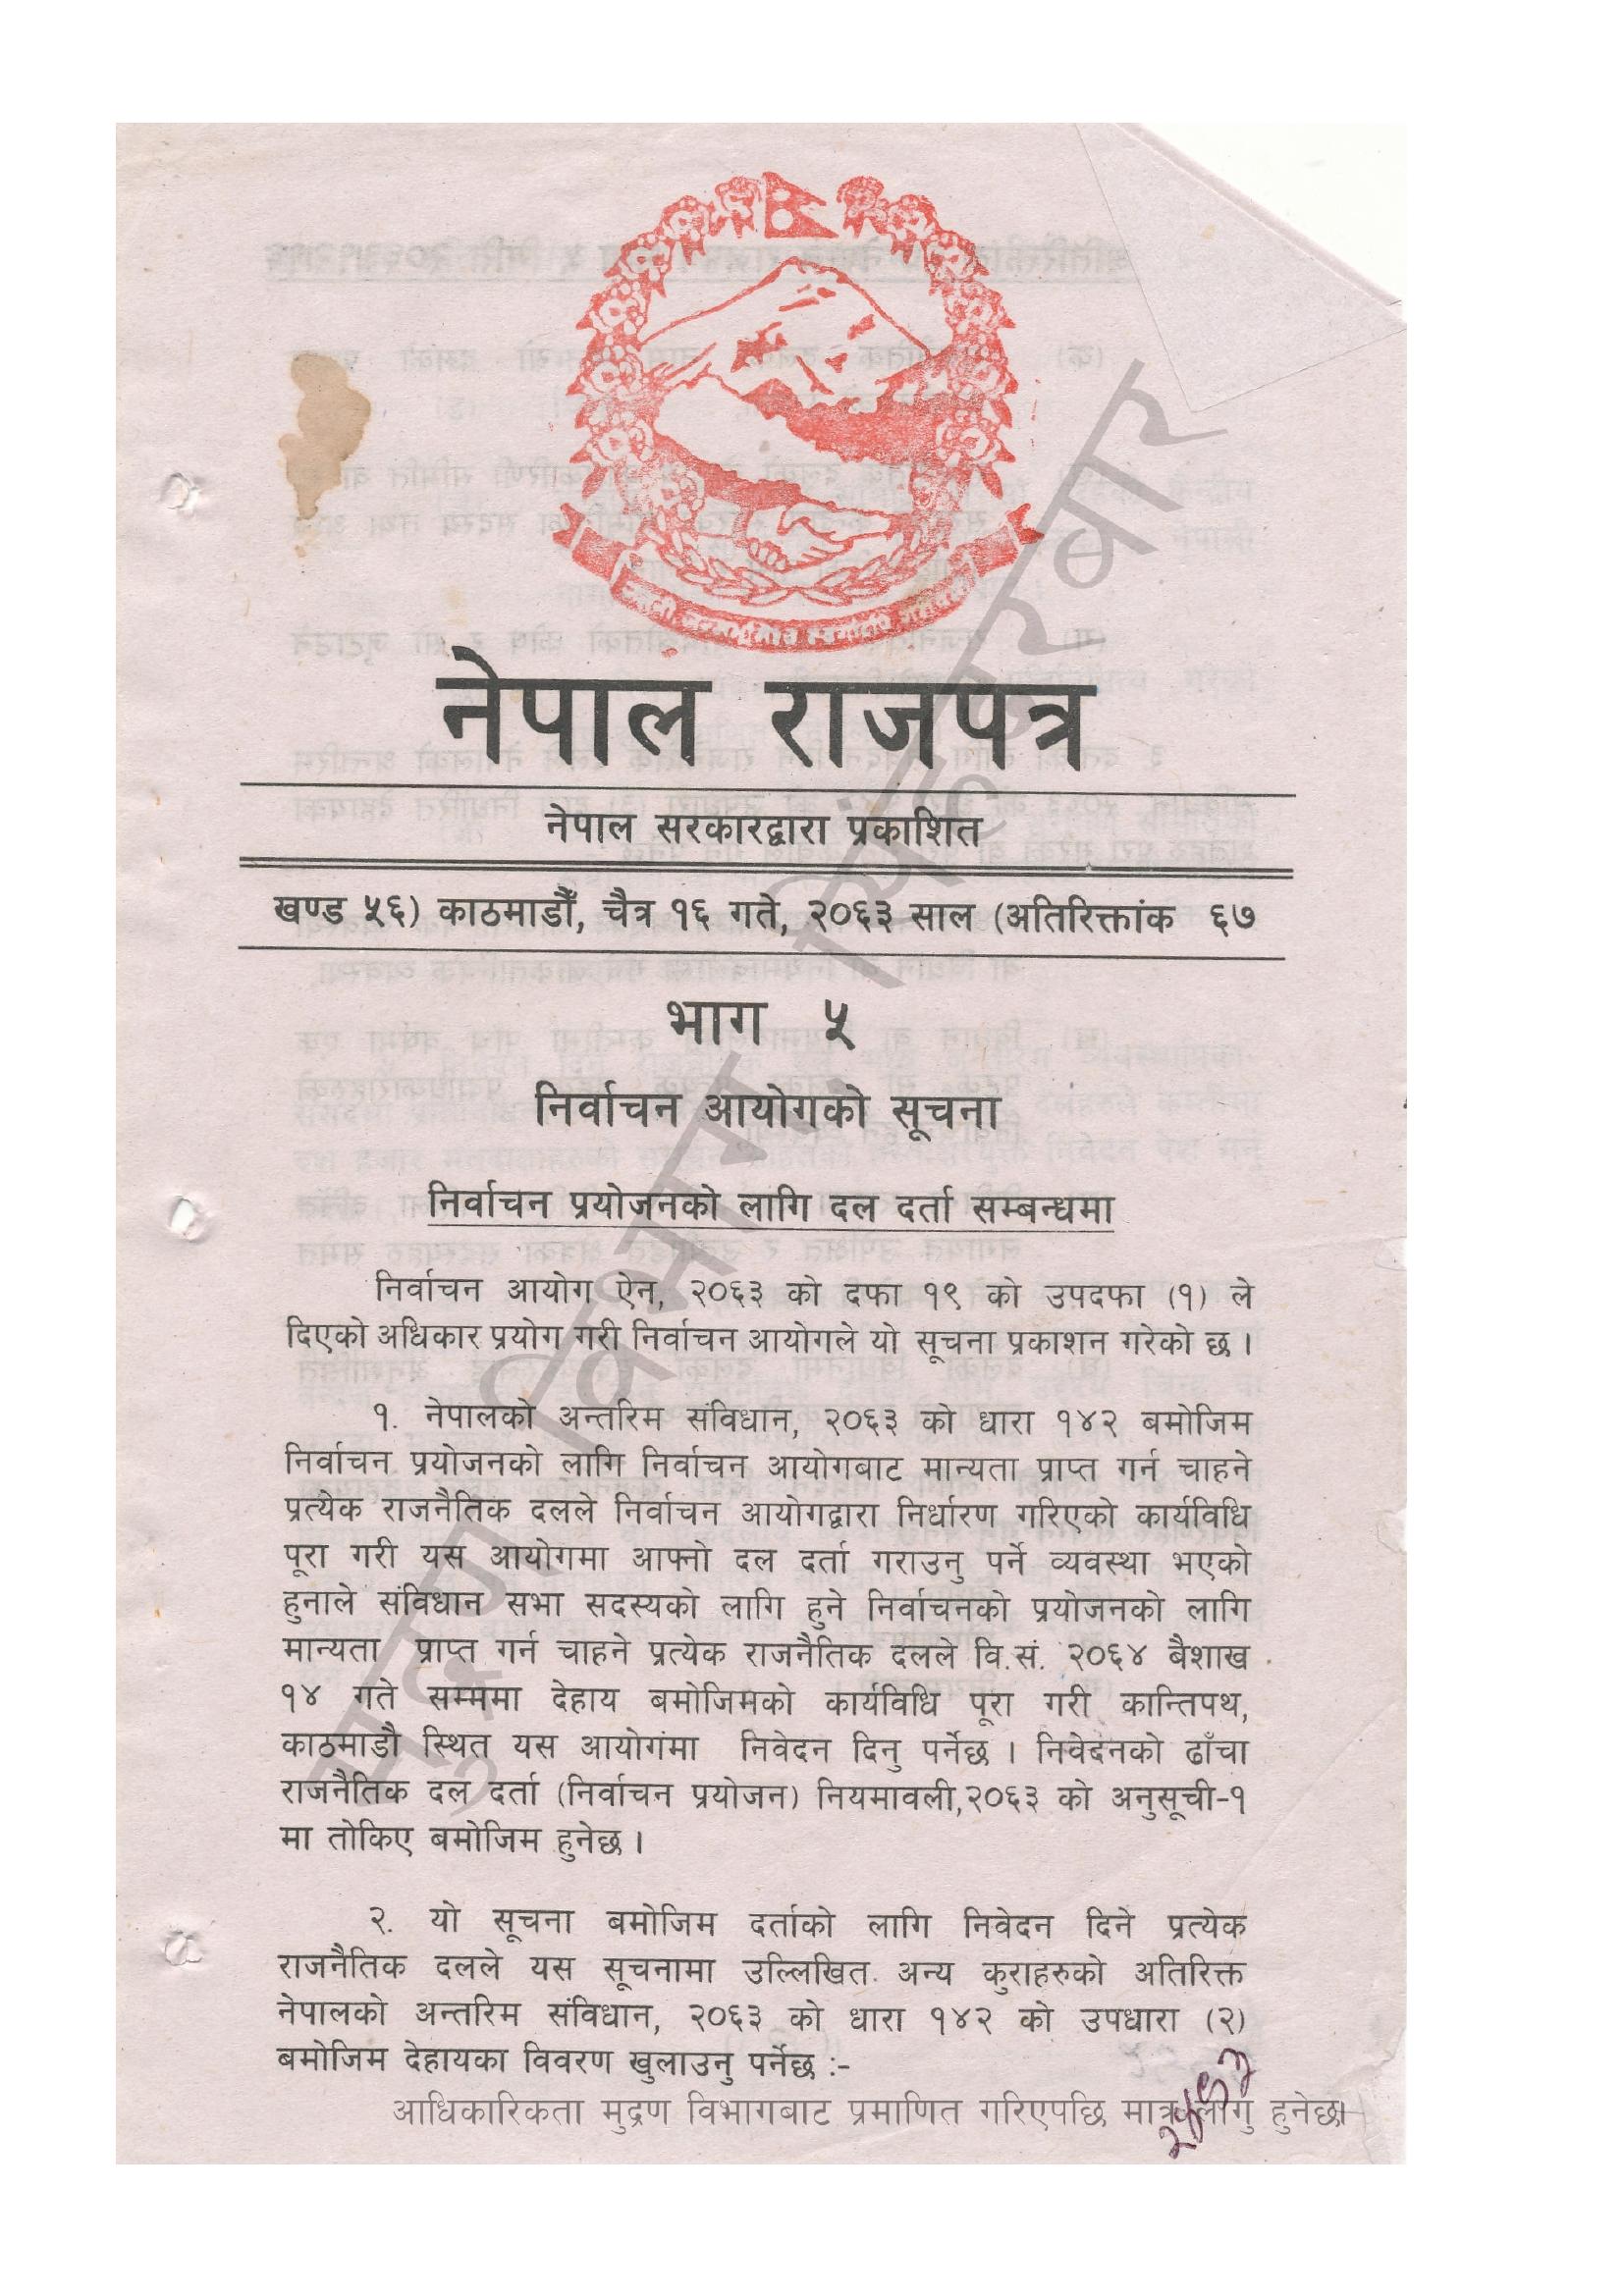 नेपाल राजपत्र
नेपाल सरकारद्वारा प्रकाशित
खण्ड ५६) काठमाडौँ, चैत्र १६ गते, २०६३ साल (अतिरिक्तांक ६७
भाग ५
निर्वाचन आयोगको सूचना
निर्वाचन प्रयोजनको लागि दल दर्ता सम्बन्धमा
निर्वाचन आयोग ऐन, २०६३ को दफा १९ को उपदफा (१) ले
दिएको अधिकार प्रयोग गरी निर्वाचन आयोगले यो सूचना प्रकाशन गरेको छ ।
१. नेपालको अन्तरिम संविधान, २०६३ को धारा १४२ बमोजिम
निर्वाचन प्रयोजनको लागि निर्वाचन आयोगबाट मान्यता प्राप्त गर्न चाहने
प्रत्येक राजनैतिक दलले निर्वाचन आयोगद्वारा निर्धारण गरिएको कार्यविधि
पूरा गरी यस आयोगमा आफ्नो दल दर्ता गराउनु पर्ने व्यवस्था भएको
हुनाले संविधान सभा सदस्यको लागि हुने निर्वाचनको प्रयोजनको लागि
मान्यता प्राप्त गर्न चाहने प्रत्येक राजनैतिक दलले वि.सं. २०६४ बैशाख
१४ गते सम्ममा देहाय बमोजिमको कार्यविधि पूरा गरी कान्तिपथ,
काठमाडौ स्थित यस आयोगमा निवेदन दिनु पर्नेछ । निवेदनको ढाँचा
राजनैतिक दल दर्ता (निर्वाचन प्रयोजन) नियमावली,२०६३ को अनुसूची-१
मा तोकिए बमोजिम हुनेछ ।
२. यो सूचना बमोजिम दर्ताको लागि निवेदन दिने प्रत्येक
राजनैतिक दलले यस सूचनामा उल्लिखित अन्य कुराहरुको अतिरिक्त
नेपालको अन्तरिम संविधान, २०६३ को धारा १४२ को उपधारा (२)
बमोजिम देहायका विवरण खुलाउनु पर्नेछ :-
आधिकारिकता मुद्रण विभागबाट प्रमाणित गरिएपछि मात्र लागु हुनेछ।
मुद्रण विभाग, सिंहदरबार